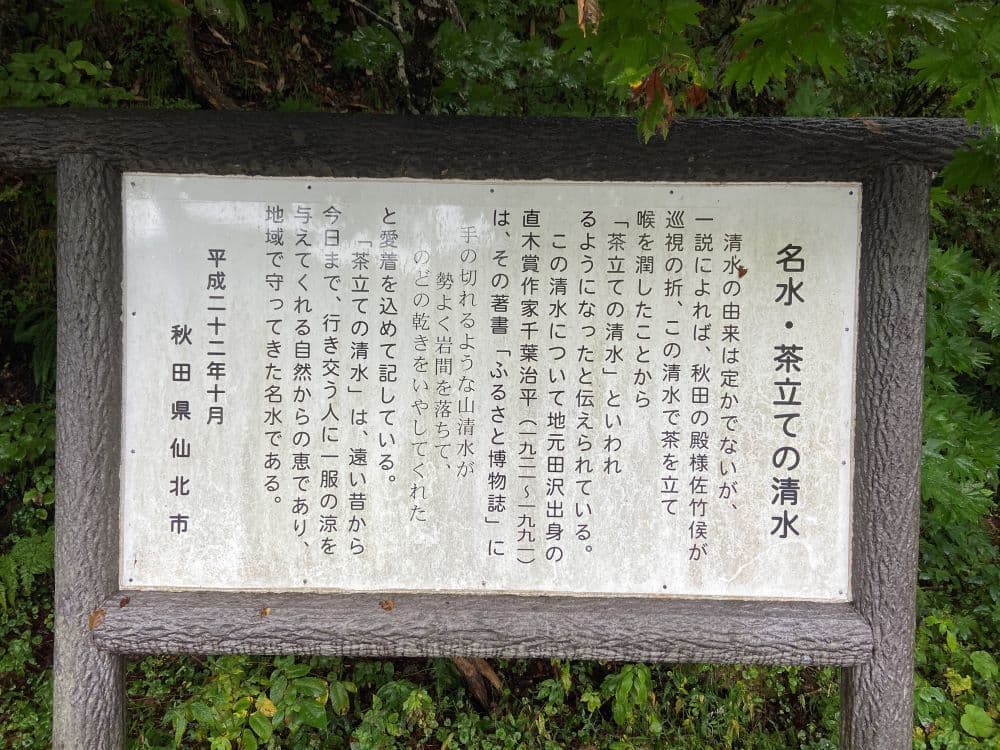 名水・茶立ての清水
清水の由来は定かでないが、
一説によれば、秋田の殿様佐竹侯が
巡視の折、この清水で茶を立て
喉を潤したことから
「茶立ての清水」といわれ
るようになったと伝えられている。
この清水について地元田沢出身の
直木賞作家千葉治平（一九二一～一九九一）
は、その著書「ふるさと博物誌」に
手の切れるような山清水が
勢よく岩間を落ちて、
のどの乾きをいやしてくれた
と愛着を込めて記している。
「茶立ての清水」は、遠い昔から
今日まで、行き交う人に一服の涼を
与えてくれる自然からの恵であり、
地域で守ってきた名水である。
平成二十二年十月
秋田県仙北市